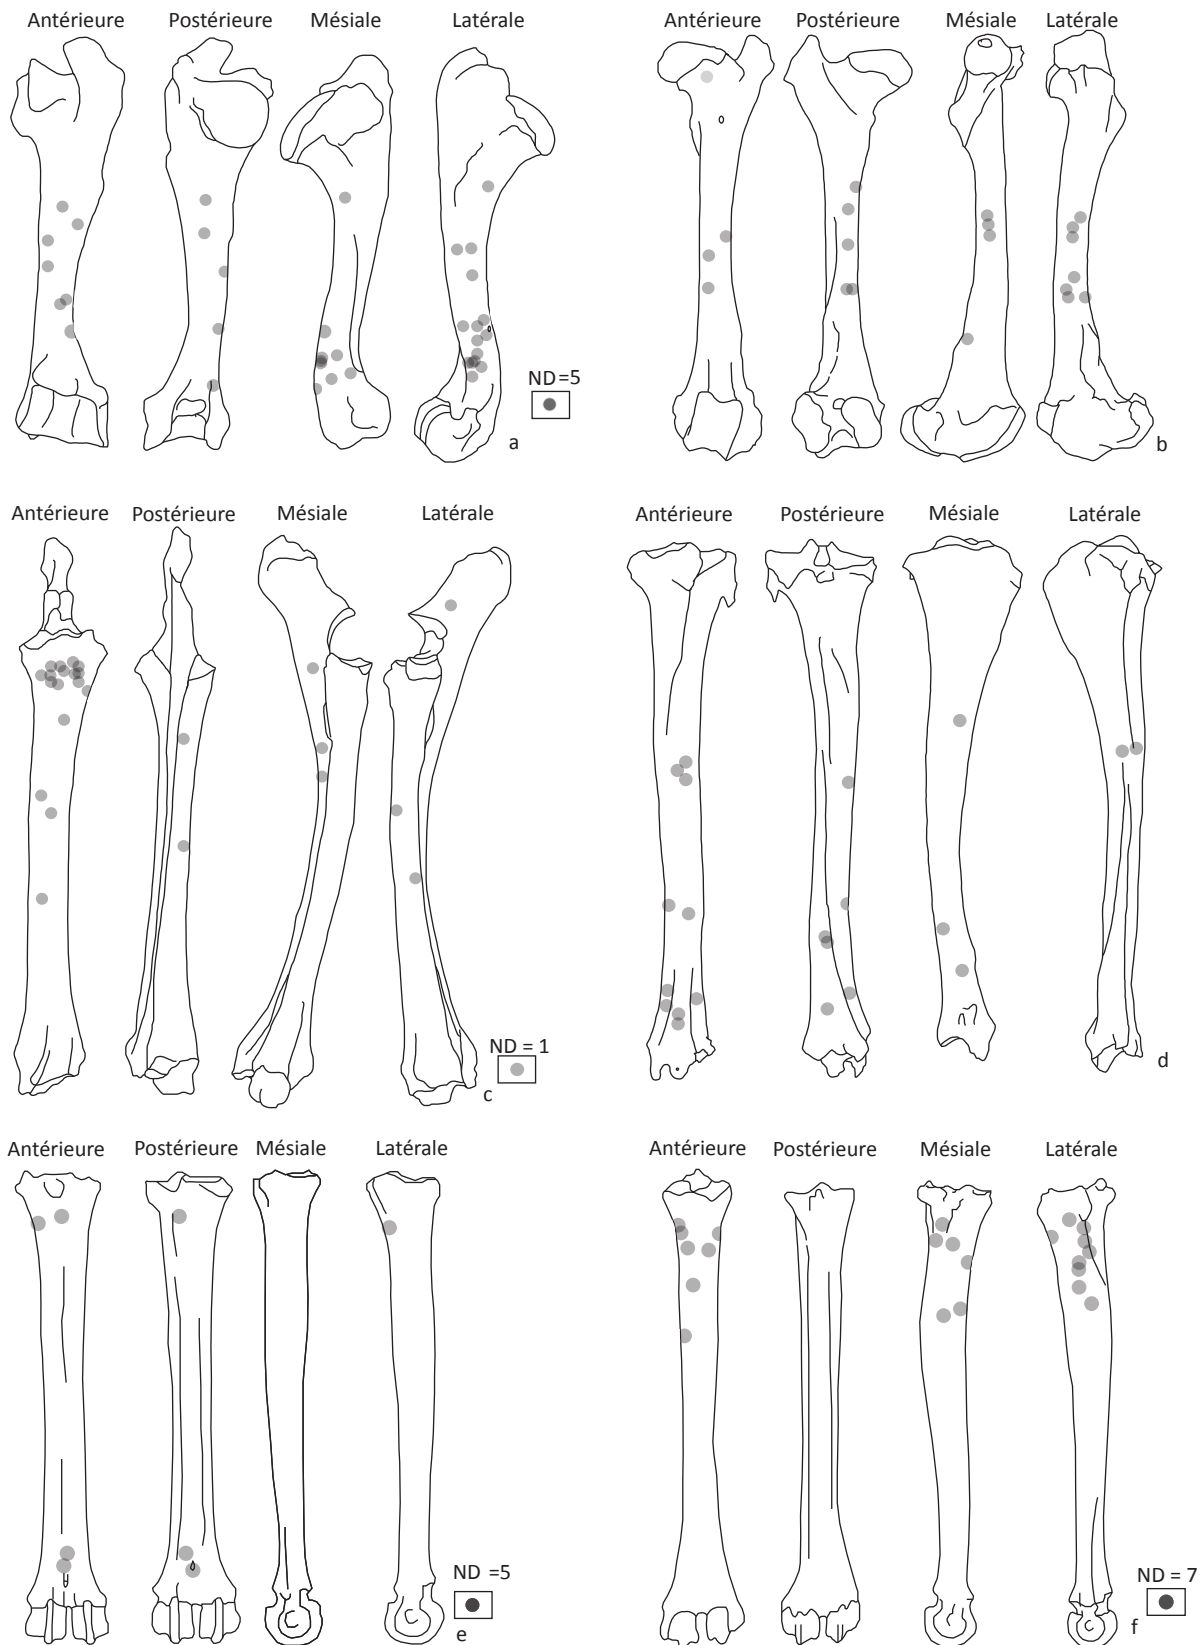 Antérieure Postérieure Mésiale Latérale
ND =5
a
Antérieure Postérieure Mésiale Latérale
b
Antérieure Postérieure Mésiale Latérale
ND = 1
c
Antérieure Postérieure Mésiale Latérale
d
Antérieure Postérieure Mésiale Latérale
ND =5
e
Antérieure Postérieure Mésiale Latérale
ND = 7
f